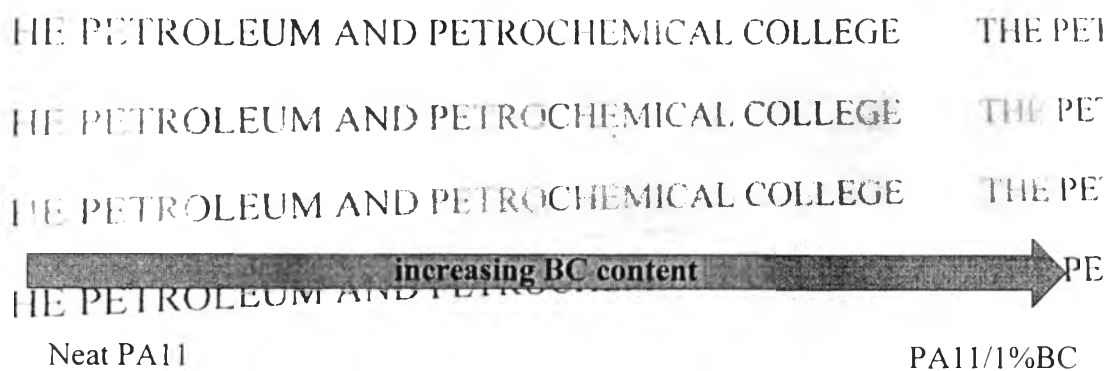 HE PETROLEUM AND PETROCHEMICAL COLLEGE THE PET
HE PETROLEUM AND PETROCHEMICAL COLLEGE THE PET
HE PETROLEUM AND PETROCHEMICAL COLLEGE THE PET
increasing BC content PE
HE PETROLEUM AND
Neat PA11 PA11/1%BC